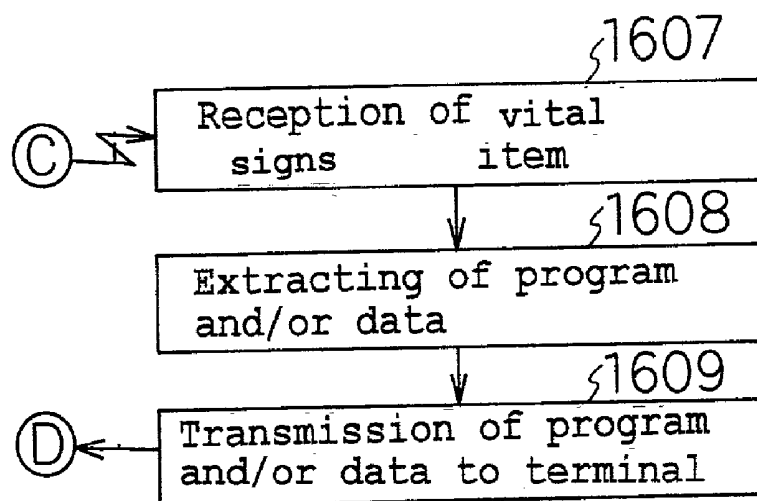 1607
Reception of vital
signs item
C
1608
Extracting of program
and/or data
1609
Transmission of program
and/or data to terminal
D